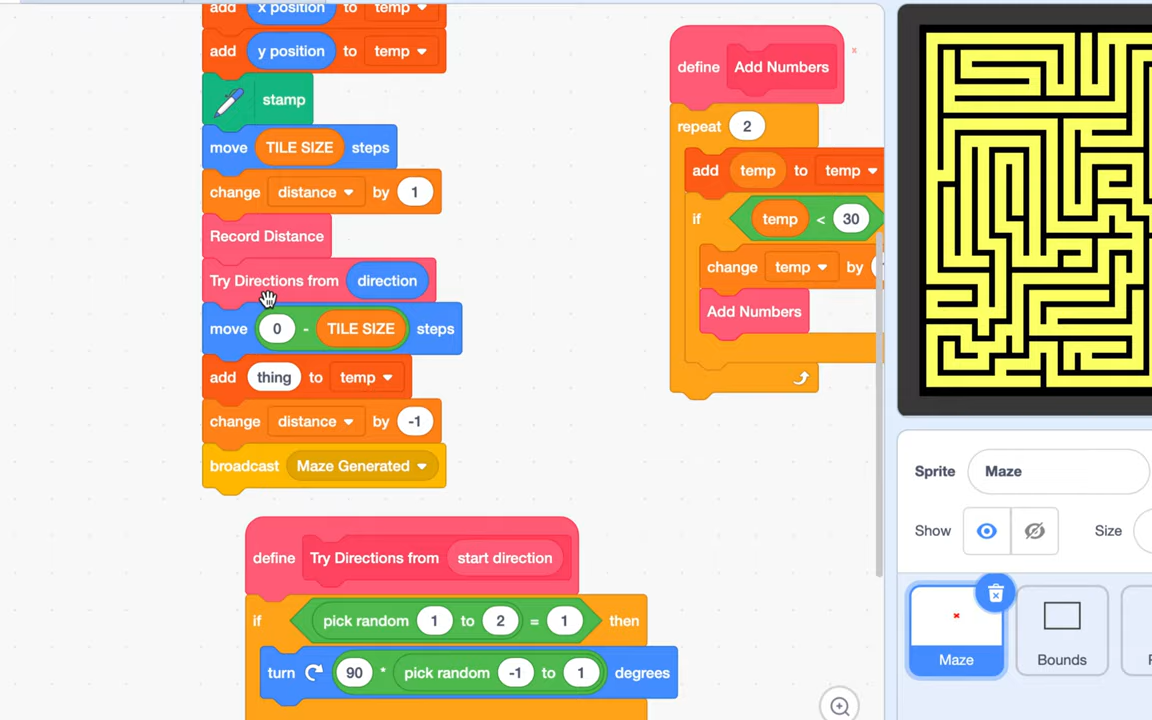 add x position to temp
add y position to temp
stamp
move TILE SIZE steps
change distance by 1
Record Distance
Try Directions from direction
move 0 - TILE SIZE steps
add thing to temp
change distance by -1
broadcast Maze Generated
define Try Directions from start direction
if pick random 1 to 2 = 1 then
turn 90 * pick random -1 to 1 degrees
define Add Numbers
repeat 2
add temp to temp
if temp < 30
change temp by
Add Numbers
Sprite Maze
Show Size
Maze Bounds